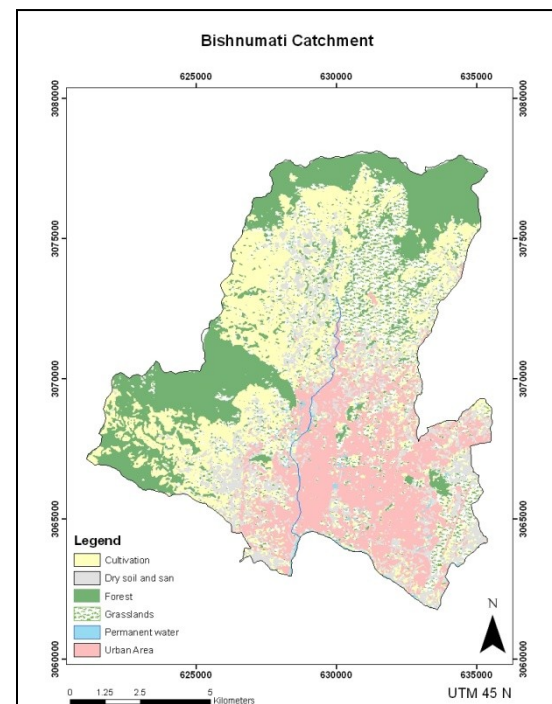 Bishnumati Catchment
625000 630000 635000
3080000 3080000
3075000 3075000
3070000 3070000
3065000 3065000
3060000 3060000
Legend
Cultivation
Dry soil and san
Forest
Grasslands
Permanent water
Urban Area
N
625000 630000 635000
0 1.25 2.5 5
Kilometers
UTM 45 N